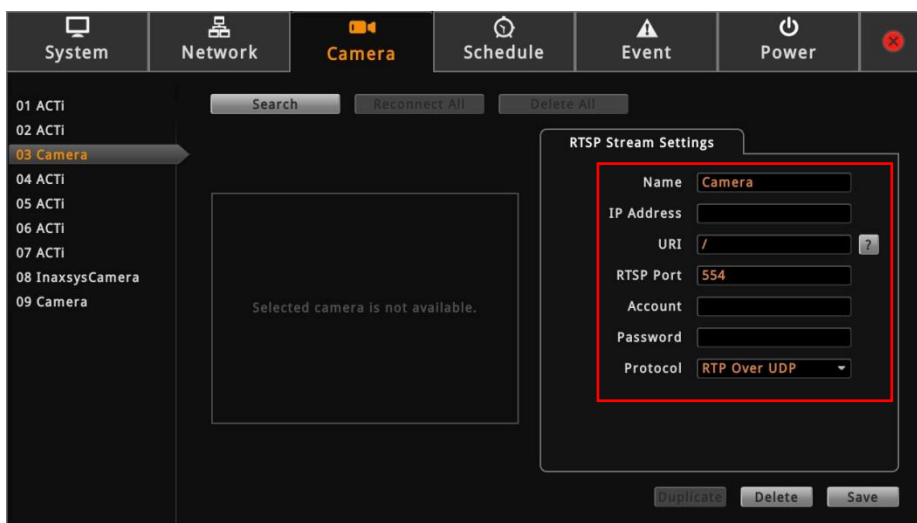 System Network Camera Schedule Event Power
Search Reconnect All Delete All
01 ACTi
02 ACTi
03 Camera
04 ACTi
05 ACTi
06 ACTi
07 ACTi
08 InaxsysCamera
09 Camera
Selected camera is not available.
RTSP Stream Settings
Name Camera
IP Address
URI / ?
RTSP Port 554
Account
Password
Protocol RTP Over UDP
Duplicate Delete Save